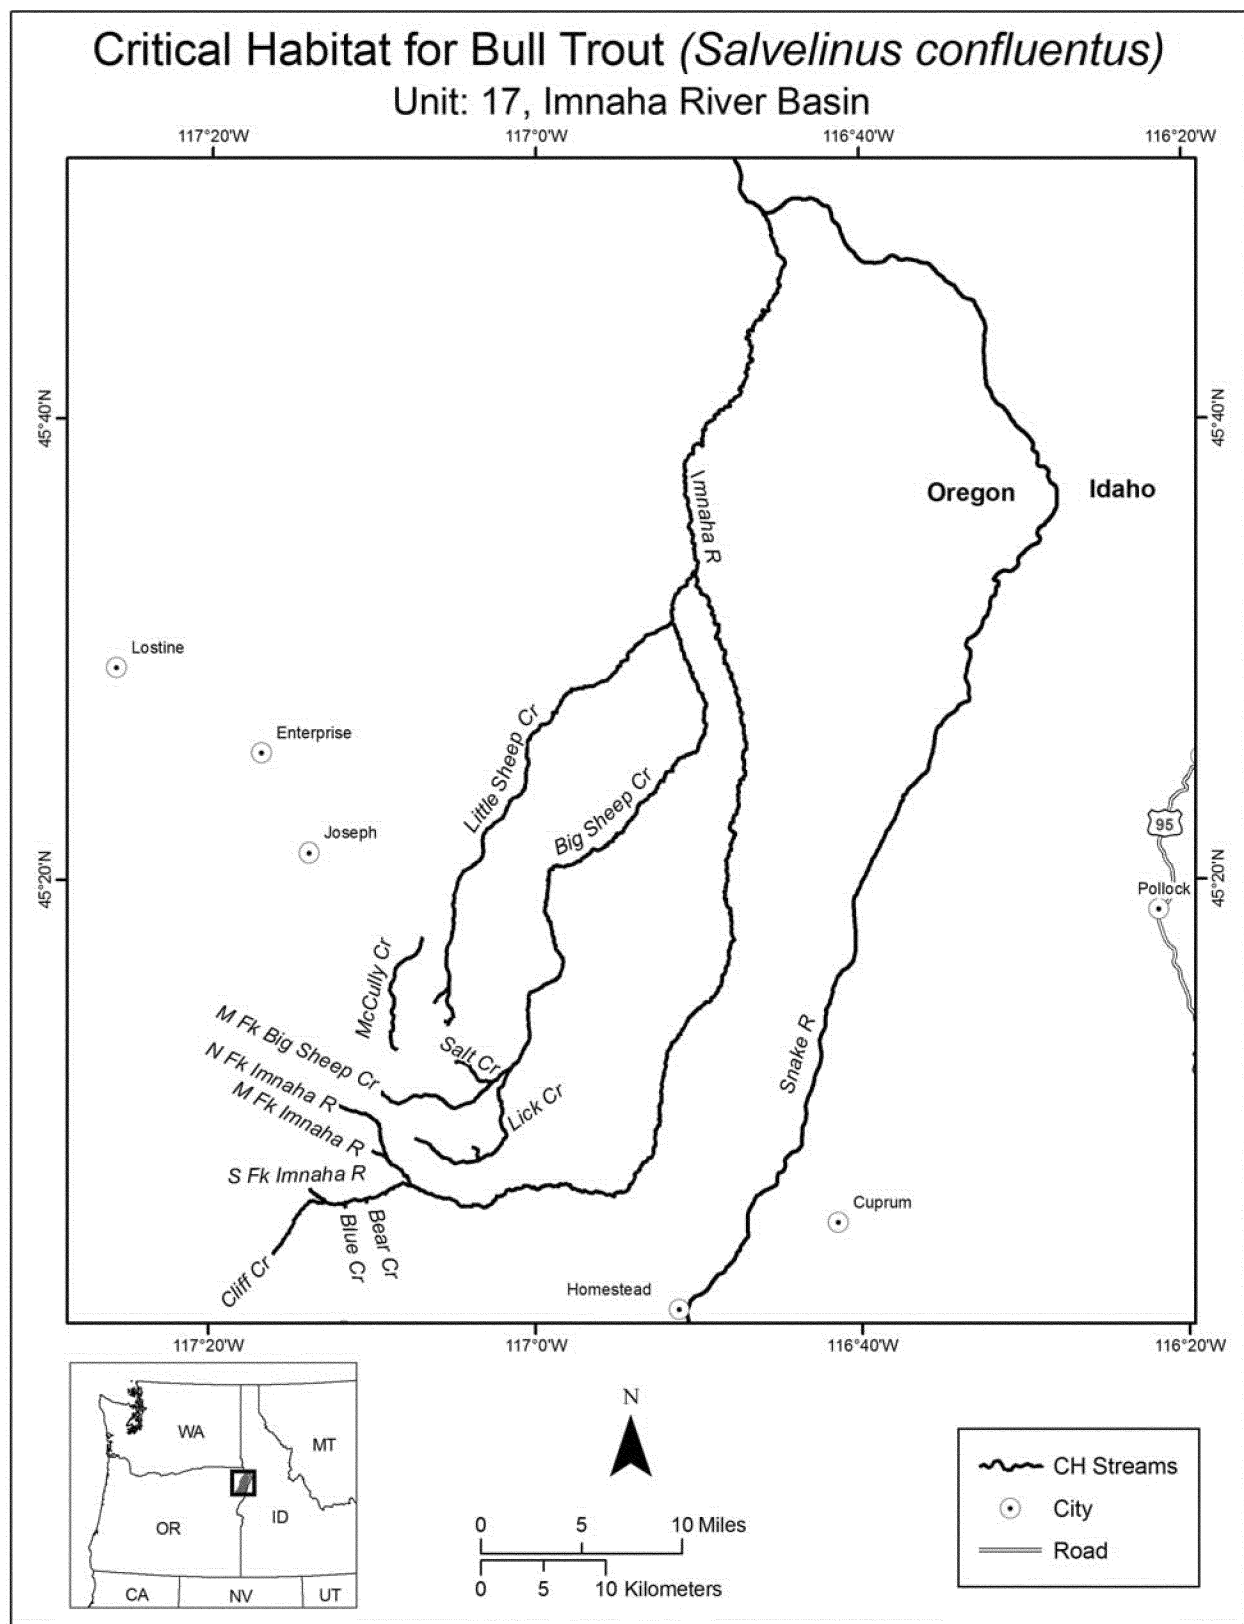 Critical Habitat for Bull Trout (Salvelinus confluentus)
Unit: 17, Imnaha River Basin
117°20'W 117°0'W 116°40'W 116°20'W
45°40'N
45°40'N
Oregon
Idaho
Imnaha R
Lostine
Enterprise
Little Sheep Cr
Big Sheep Cr
Joseph
95
45°20'N
45°20'N
Pollock
McCully Cr
M Fk Big Sheep Cr
Salt Cr
Snake R
N Fk Imnaha R
M Fk Imnaha R
Lick Cr
S Fk Imnaha R
Blue Cr
Bear Cr
Cliff Cr
Cuprum
Homestead
117°20'W 117°0'W 116°40'W 116°20'W
WA
MT
OR
ID
CA
NV
UT
N
0 5 10 Miles
0 5 10 Kilometers
CH Streams
City
Road